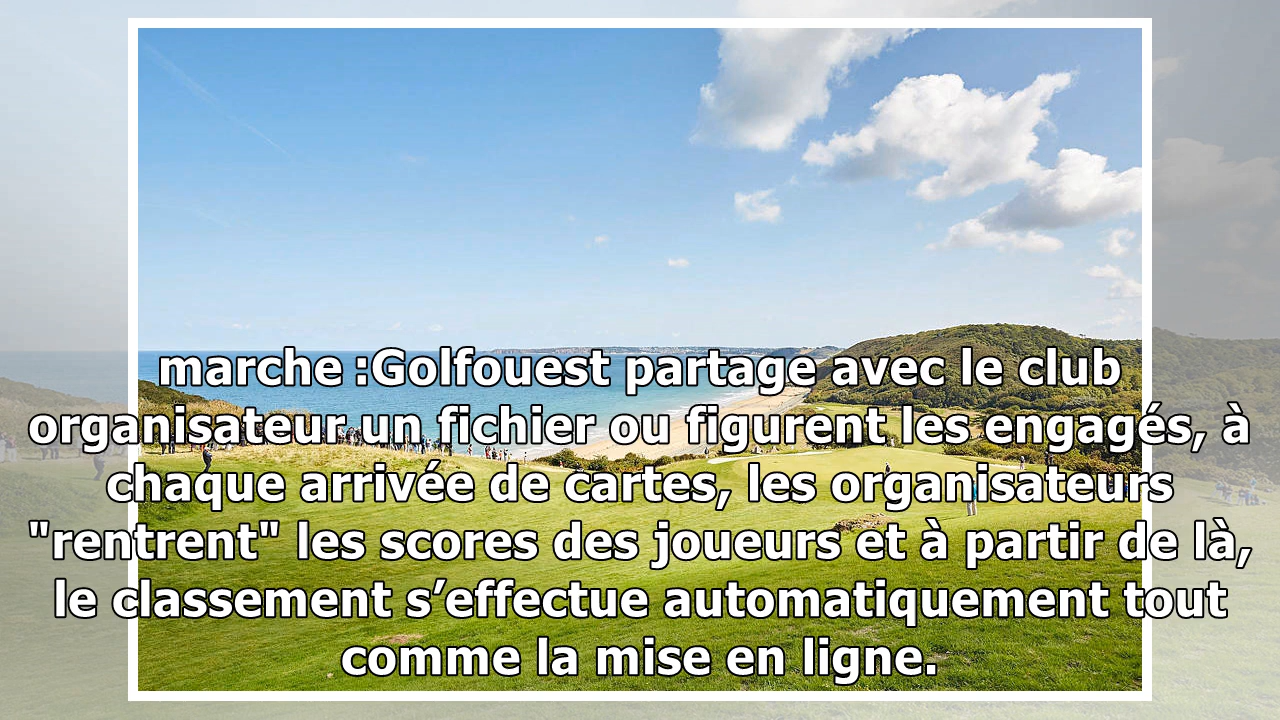 marche :Golfouest partage avec le club
organisateur un fichier ou figurent les engagés, à
chaque arrivée de cartes, les organisateurs
"rentrent" les scores des joueurs et à partir de là,
le classement s’effectue automatiquement tout
comme la mise en ligne.